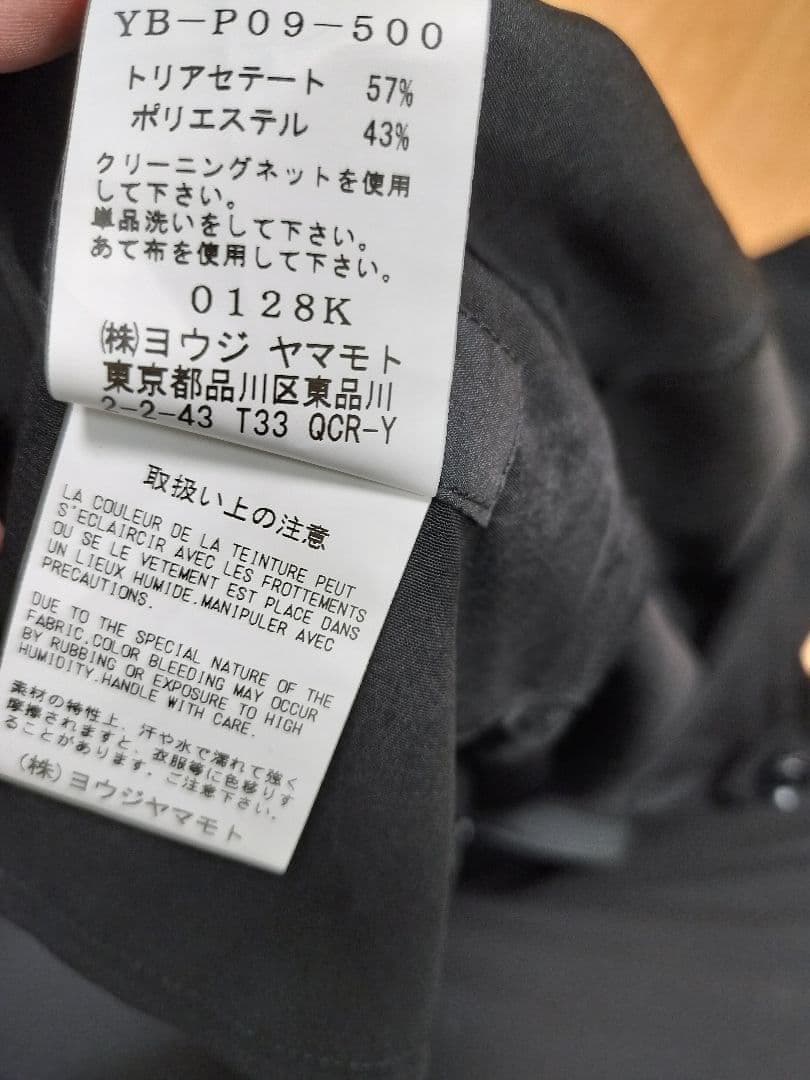 YB-P09-500
トリアセテート 57%
ポリエステル 43%
クリーニングネットを使用
して下さい。
単品洗いをして下さい。
あて布を使用して下さい。
0128K
㈱ヨウジ ヤマモト
東京都品川区東品川
2-2-43 T33 QCR-Y
取扱い上の注意
LA COULEUR DE LA TEINTURE PEUT
S'ECLAIRCIR AVEC LES FROTTEMENTS
OU SE LE VETEMENT EST PLACE DANS
UN LIEUX HUMIDE.MANIPULER AVEC
PRECAUTIONS.
DUE TO THE SPECIAL NATURE OF THE
FABRIC,COLOR BLEEDING MAY OCCUR
BY RUBBING OR EXPOSURE TO HIGH
HUMIDITY.HANDLE WITH CARE.
素材の特性上、汗や水で濡れて強く
摩擦されますと、衣服等に色移りす
ることがあります。ご注意下さい。
(株)ヨウジヤマモト